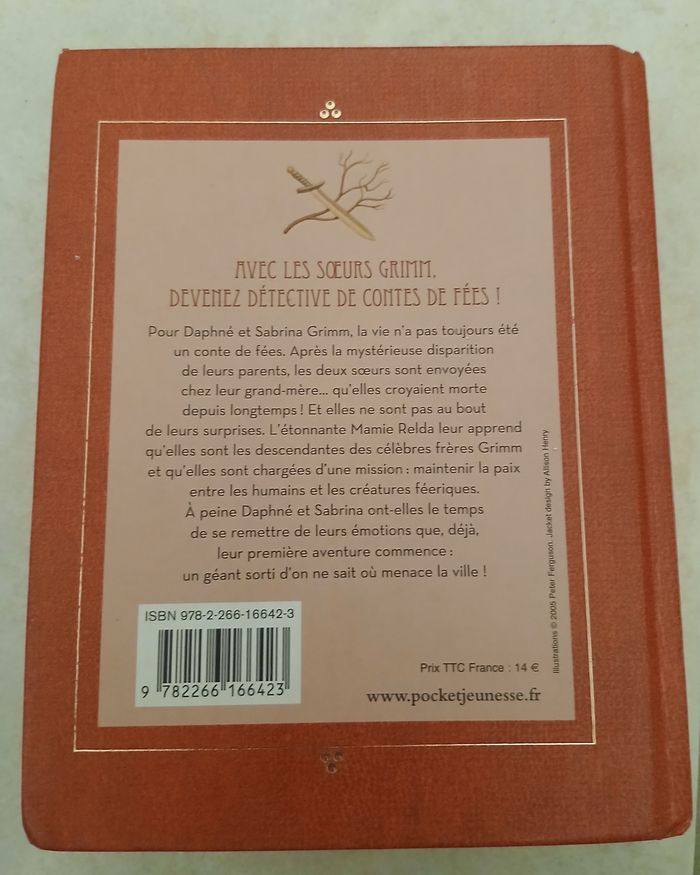 AVEC LES SŒURS GRIMM,
DEVENEZ DÉTECTIVE DE CONTES DE FÉES !
Pour Daphné et Sabrina Grimm, la vie n'a pas toujours été
un conte de fées. Après la mystérieuse disparition
de leurs parents, les deux sœurs sont envoyées
chez leur grand-mère... qu'elles croyaient morte
depuis longtemps ! Et elles ne sont pas au bout
de leurs surprises. L'étonnante Mamie Relda leur apprend
qu'elles sont les descendantes des célèbres frères Grimm
et qu'elles sont chargées d'une mission : maintenir la paix
entre les humains et les créatures féeriques.
À peine Daphné et Sabrina ont-elles le temps
de se remettre de leurs émotions que, déjà,
leur première aventure commence :
un géant sorti d'on ne sait où menace la ville !
Illustrations © 2005 Peter Ferguson. Jacket design by Alison Henry
ISBN 978-2-266-16642-3
9 782266 166423
Prix TTC France : 14 €
www.pocketjeunesse.fr